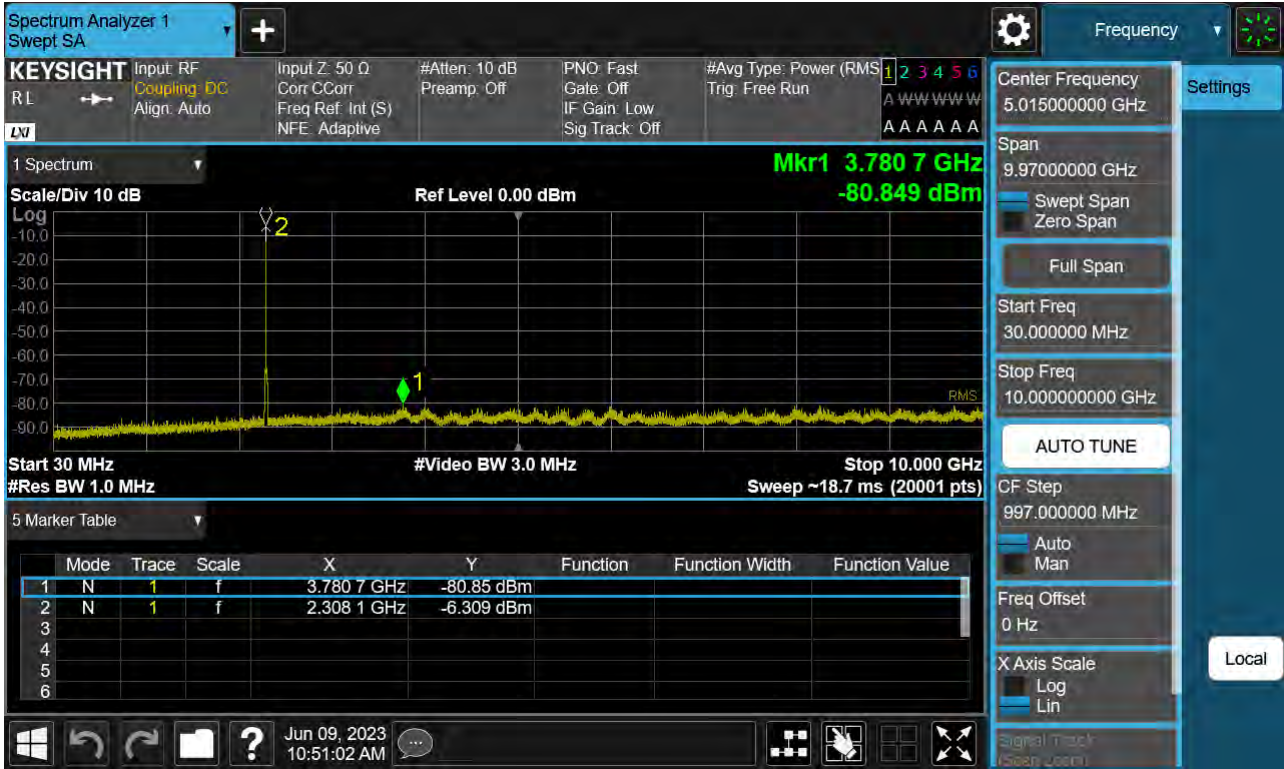 Spectrum Analyzer 1
Swept SA
Frequency
KEYSIGHT
RL
LXI
Input: RF
Coupling: DC
Align: Auto
Input Z: 50 Ω
Corr CCorr
Freq Ref: Int (S)
NFE: Adaptive
#Atten: 10 dB
Preamp: Off
PNO: Fast
Gate: Off
IF Gain: Low
Sig Track: Off
#Avg Type: Power (RMS
Trig: Free Run
1 2 3 4 5 6
A W W W W W
A A A A A A
1 Spectrum
Mkr1 3.780 7 GHz
-80.849 dBm
Scale/Div 10 dB
Ref Level 0.00 dBm
Log
-10.0
-20.0
-30.0
-40.0
-50.0
-60.0
-70.0
-80.0
-90.0
2
1
RMS
Start 30 MHz
#Video BW 3.0 MHz
Stop 10.000 GHz
#Res BW 1.0 MHz
Sweep ~18.7 ms (20001 pts)
5 Marker Table
Mode Trace Scale X Y Function Function Width Function Value
1 N 1 f 3.780 7 GHz -80.85 dBm
2 N 1 f 2.308 1 GHz -6.309 dBm
3
4
5
6
Jun 09, 2023
10:51:02 AM
Center Frequency
5.015000000 GHz
Span
9.97000000 GHz
Swept Span
Zero Span
Full Span
Start Freq
30.000000 MHz
Stop Freq
10.000000000 GHz
AUTO TUNE
CF Step
997.000000 MHz
Auto
Man
Freq Offset
0 Hz
X Axis Scale
Log
Lin
Signal Track
(Span Zoom)
Settings
Local